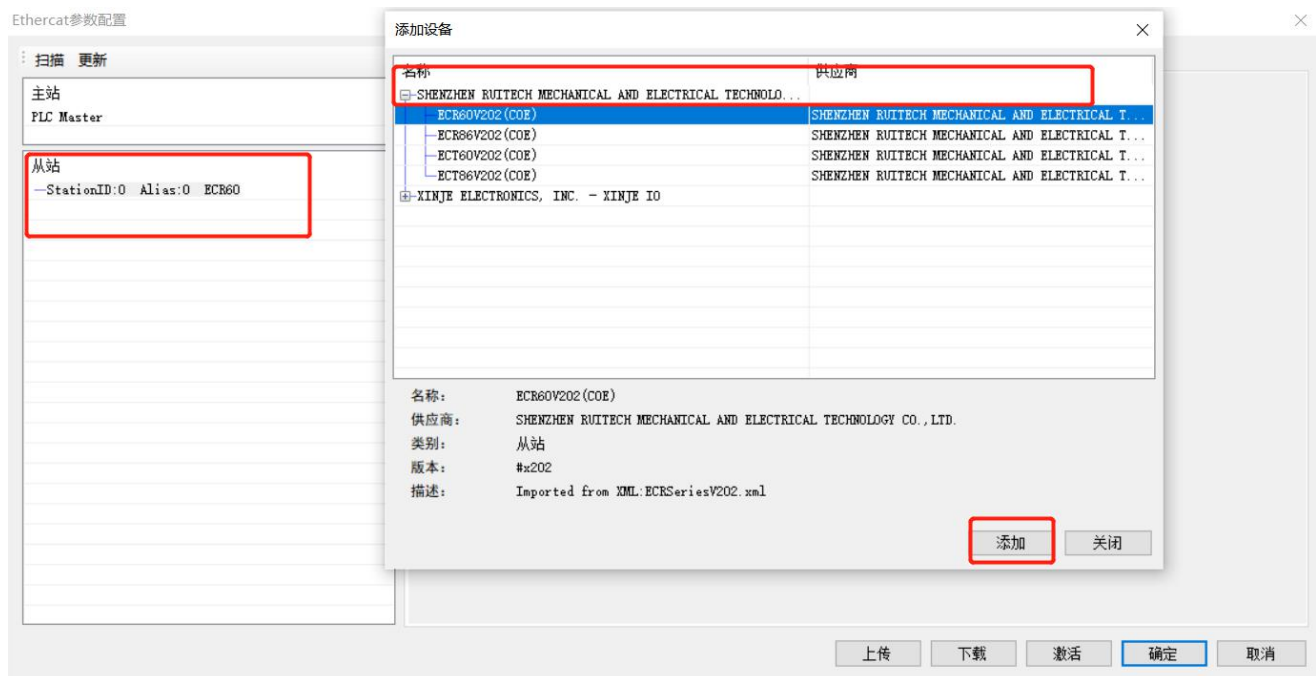 Ethercat参数配置
扫描 更新
主站
PLC Master
从站
StationID:0 Alias:0 ECR60
添加设备
名称 供应商
SHENZHEN RUITECH MECHANICAL AND ELECTRICAL TECHNOLO...
ECR60V202(COE) SHENZHEN RUITECH MECHANICAL AND ELECTRICAL T...
ECR86V202(COE) SHENZHEN RUITECH MECHANICAL AND ELECTRICAL T...
ECT60V202(COE) SHENZHEN RUITECH MECHANICAL AND ELECTRICAL T...
ECT86V202(COE) SHENZHEN RUITECH MECHANICAL AND ELECTRICAL T...
XINJE ELECTRONICS, INC. - XINJE IO
名称: ECR60V202(COE)
供应商: SHENZHEN RUITECH MECHANICAL AND ELECTRICAL TECHNOLOGY CO.,LTD.
类别: 从站
版本: #x202
描述: Imported from XML:ECRSeriesV202.xml
添加 关闭
上传 下载 激活 确定 取消